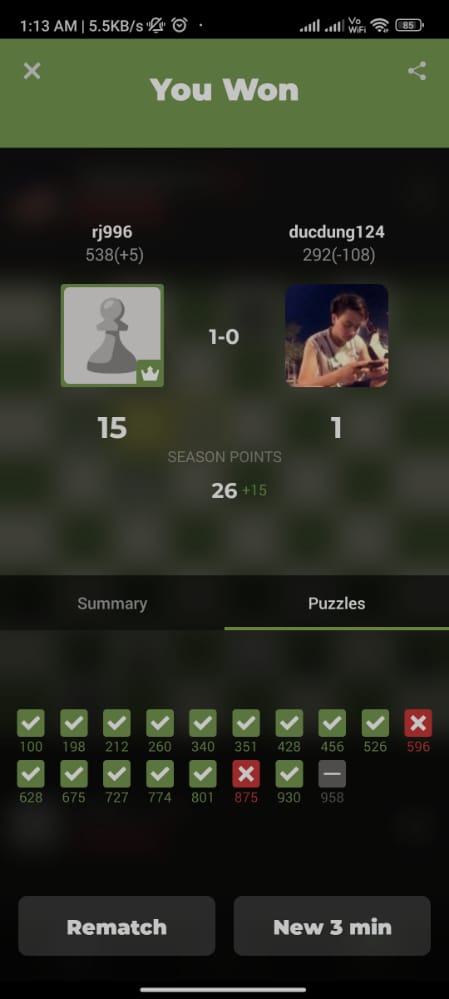 1:13 AM | 5.5KB/s
Vo
WiFi
85
You Won
rj996
ducdung124
538(+5)
292(-108)
1-0
15
1
SEASON POINTS
26 +15
Summary
Puzzles
100 198 212 260 340 351 428 456 526 596
628 675 727 774 801 875 930 958
Rematch
New 3 min